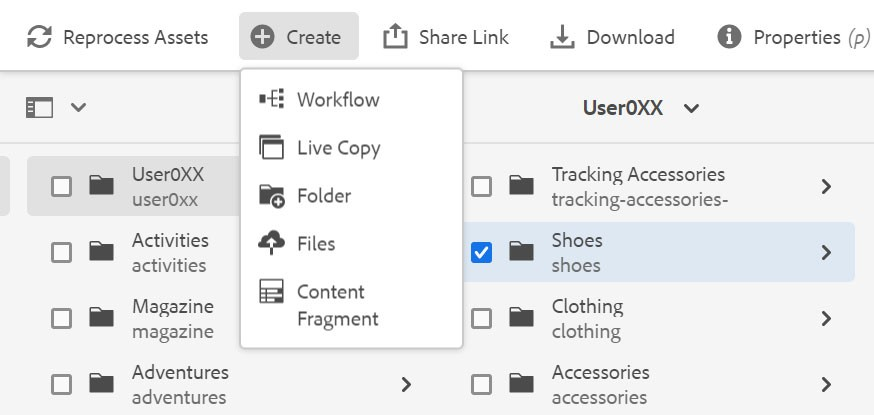 Reprocess Assets
Create
Share Link
Download
Properties (p)
Workflow
Live Copy
Folder
Files
Content
Fragment
User0XX
User0XX
user0xx
Activities
activities
Magazine
magazine
Adventures
adventures
Tracking Accessories
tracking-accessories-
Shoes
shoes
Clothing
clothing
Accessories
accessories